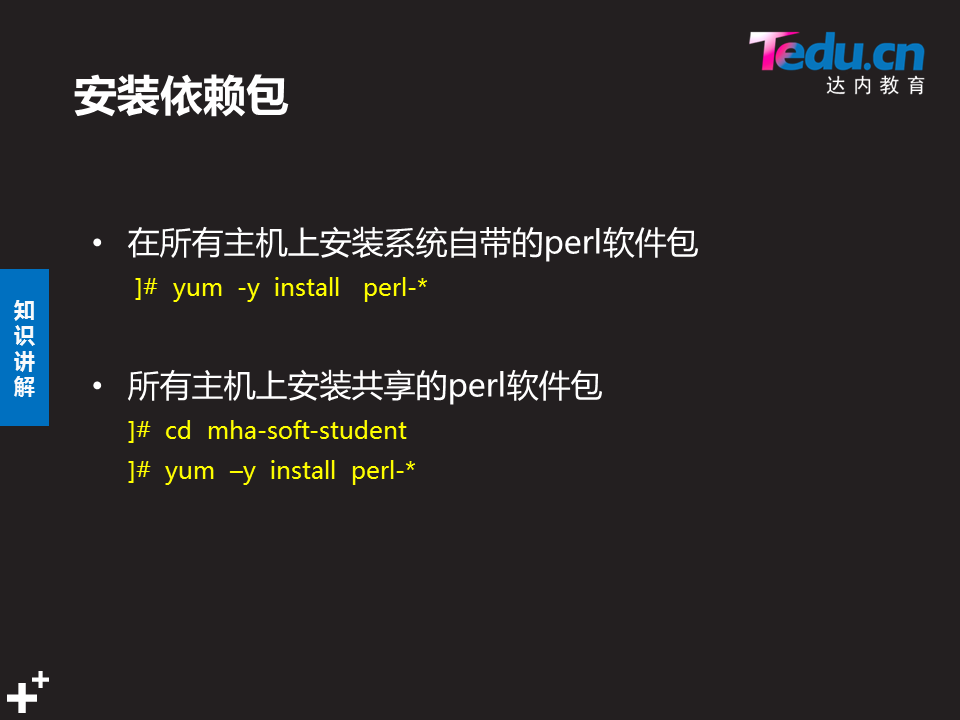 Tedu.cn
达内教育
安装依赖包
• 在所有主机上安装系统自带的perl软件包
]# yum -y install perl-*
知识讲解
• 所有主机上安装共享的perl软件包
]# cd mha-soft-student
]# yum –y install perl-*